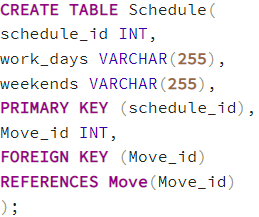 CREATE TABLE Schedule(
schedule_id INT,
work_days VARCHAR(255),
weekends VARCHAR(255),
PRIMARY KEY (schedule_id),
Move_id INT,
FOREIGN KEY (Move_id)
REFERENCES Move(Move_id)
);